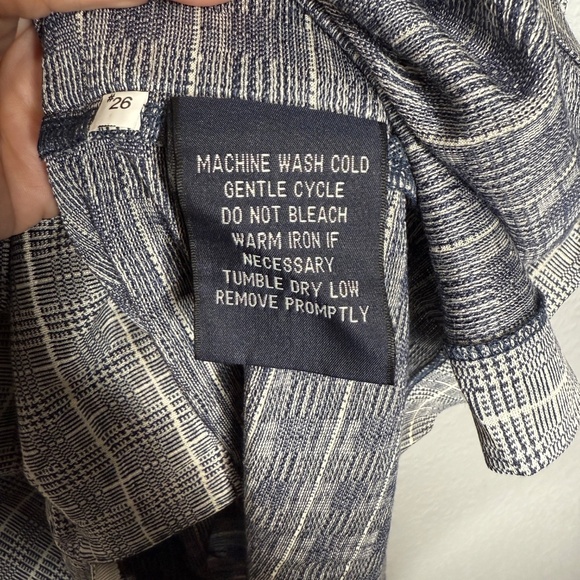 #26
MACHINE WASH COLD
GENTLE CYCLE
DO NOT BLEACH
WARM IRON IF
NECESSARY
TUMBLE DRY LOW
REMOVE PROMPTLY